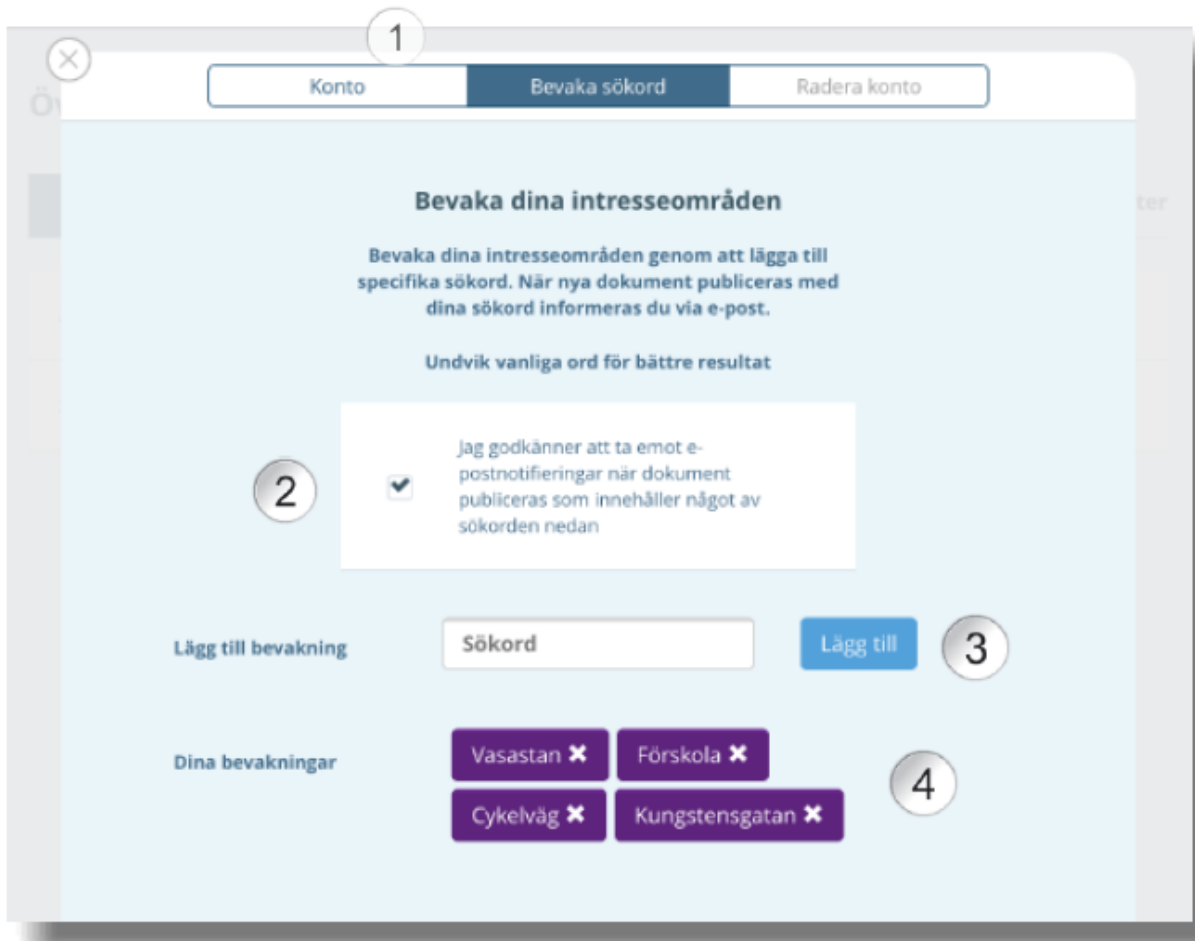 1
Konto Bevaka sökord Radera konto
Öv
ter
Bevaka dina intresseområden
Bevaka dina intresseområden genom att lägga till
specifika sökord. När nya dokument publiceras med
dina sökord informeras du via e-post.
Undvik vanliga ord för bättre resultat
Jag godkänner att ta emot e-
postnotifieringar när dokument
publiceras som innehåller något av
sökorden nedan
2
Lägg till bevakning Sökord Lägg till 3
Dina bevakningar Vasastan ✖ Förskola ✖
Cykelväg ✖ Kungstensgatan ✖
4